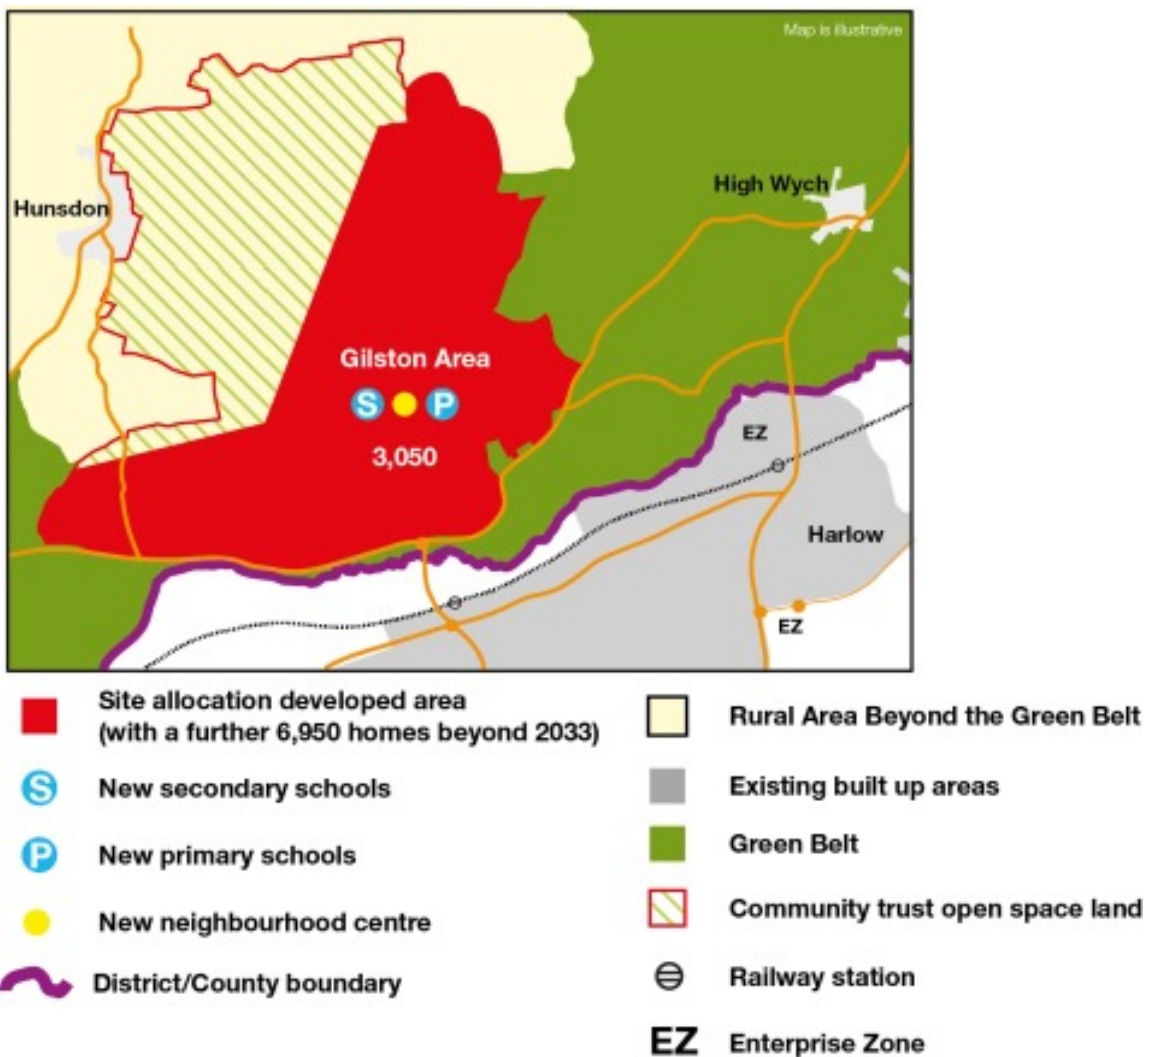 Map is illustrative
High Wych
Hunsdon
Gilston Area
S P
3,050
EZ
Harlow
EZ
Site allocation developed area
(with a further 6,950 homes beyond 2033)
S New secondary schools
P New primary schools
New neighbourhood centre
District/County boundary
Rural Area Beyond the Green Belt
Existing built up areas
Green Belt
Community trust open space land
Railway station
EZ Enterprise Zone